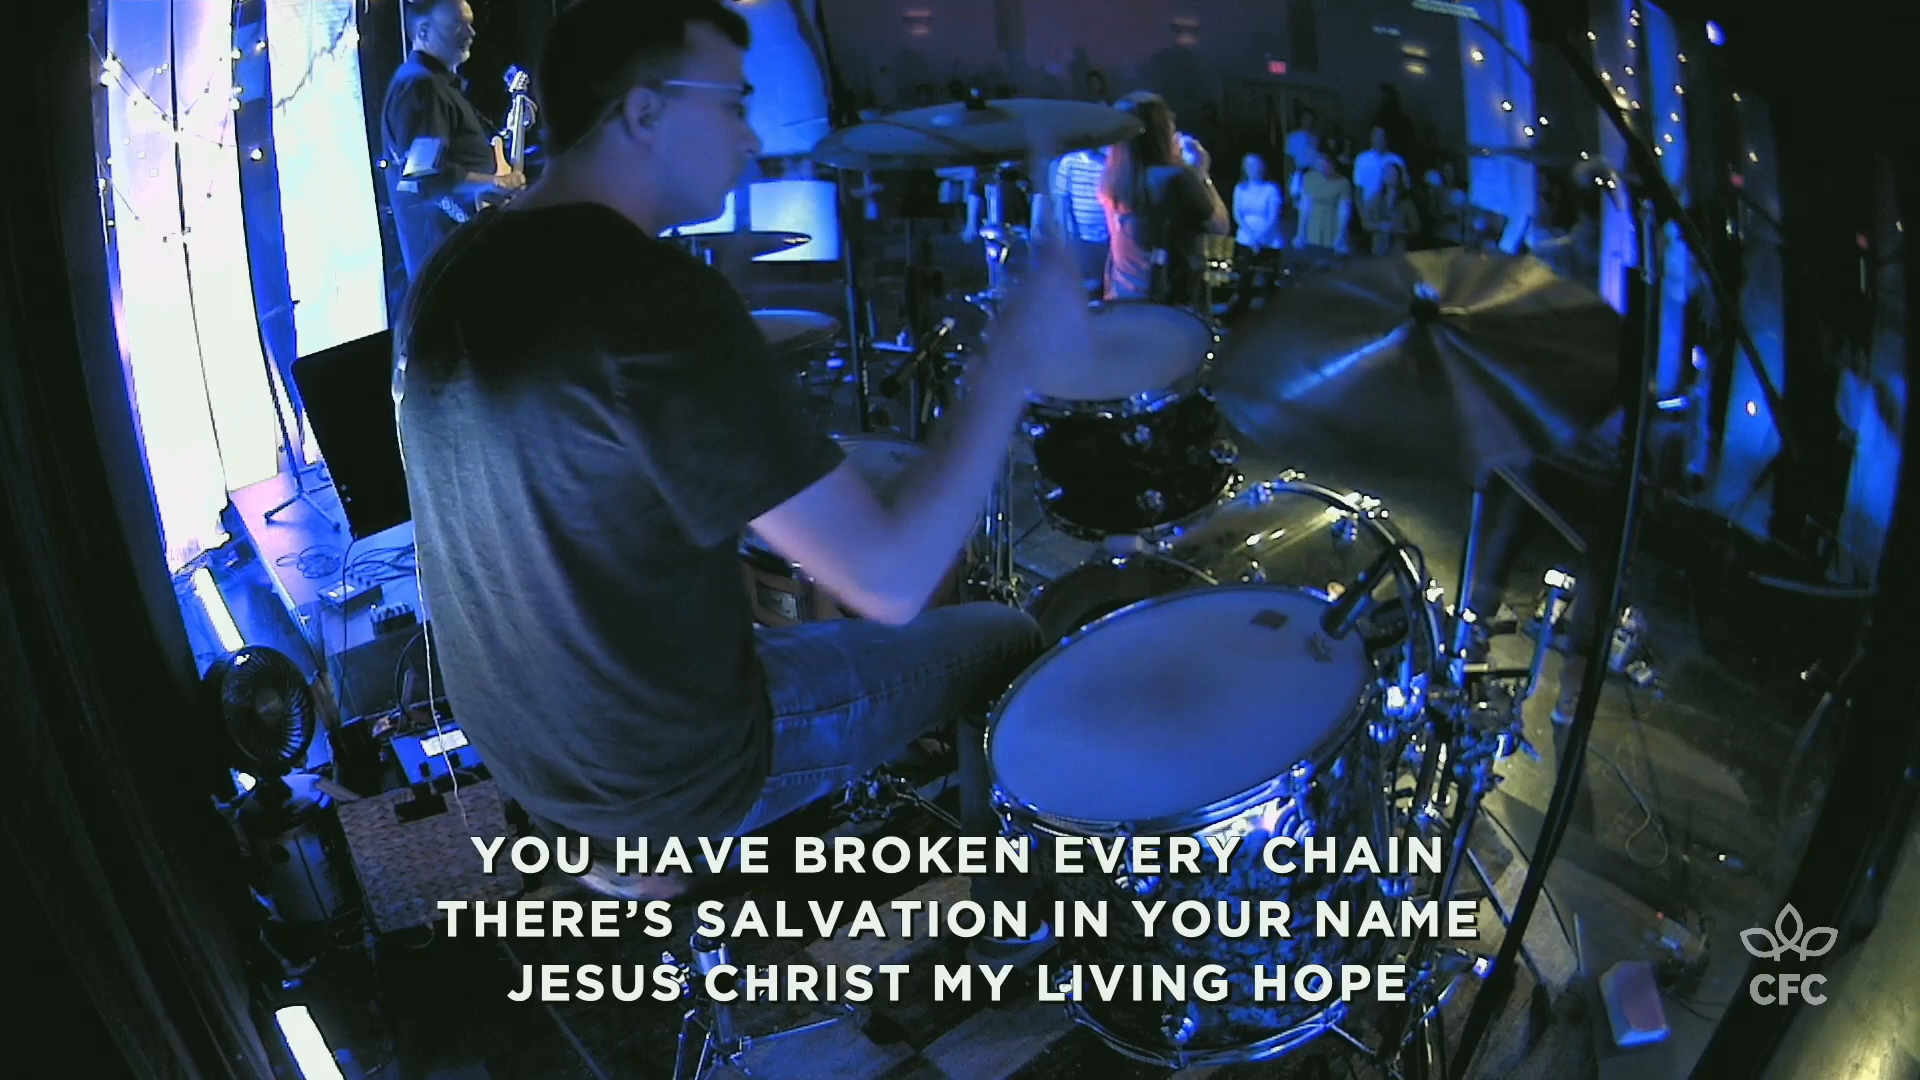 YOU HAVE BROKEN EVERY CHAIN
THERE'S SALVATION IN YOUR NAME
JESUS CHRIST MY LIVING HOPE
CFC